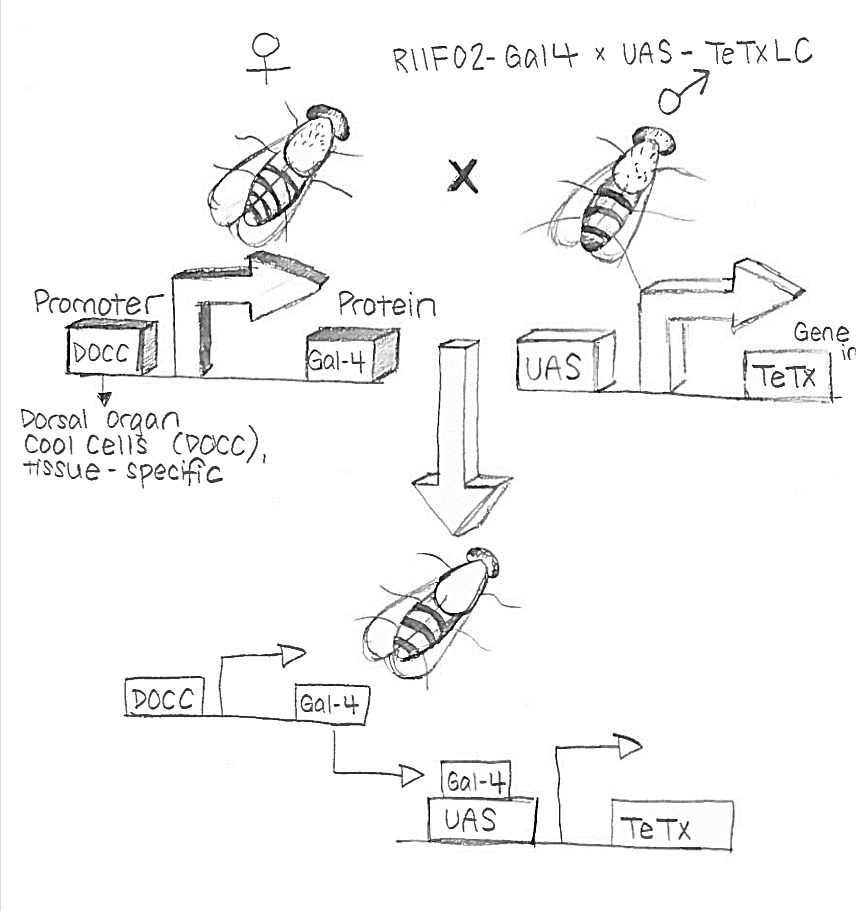 ♀
R11F02-Gal4 x UAS-TeTxLC
♂
X
Promoter
Protein
DOCC
Gal-4
UAS
Gene
in
TeTx
Dorsal Organ
Cool Cells (DOCC),
tissue-specific
DOCC
Gal-4
Gal-4
UAS
TeTx